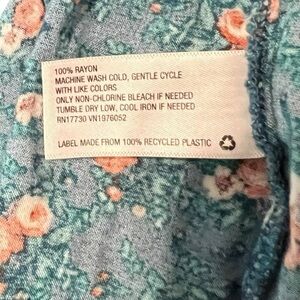 100% RAYON
MACHINE WASH COLD, GENTLE CYCLE
WITH LIKE COLORS
ONLY NON-CHLORINE BLEACH IF NEEDED
TUMBLE DRY LOW, COOL IRON IF NEEDED
RN17730 VN1976052
LABEL MADE FROM 100% RECYCLED PLASTIC